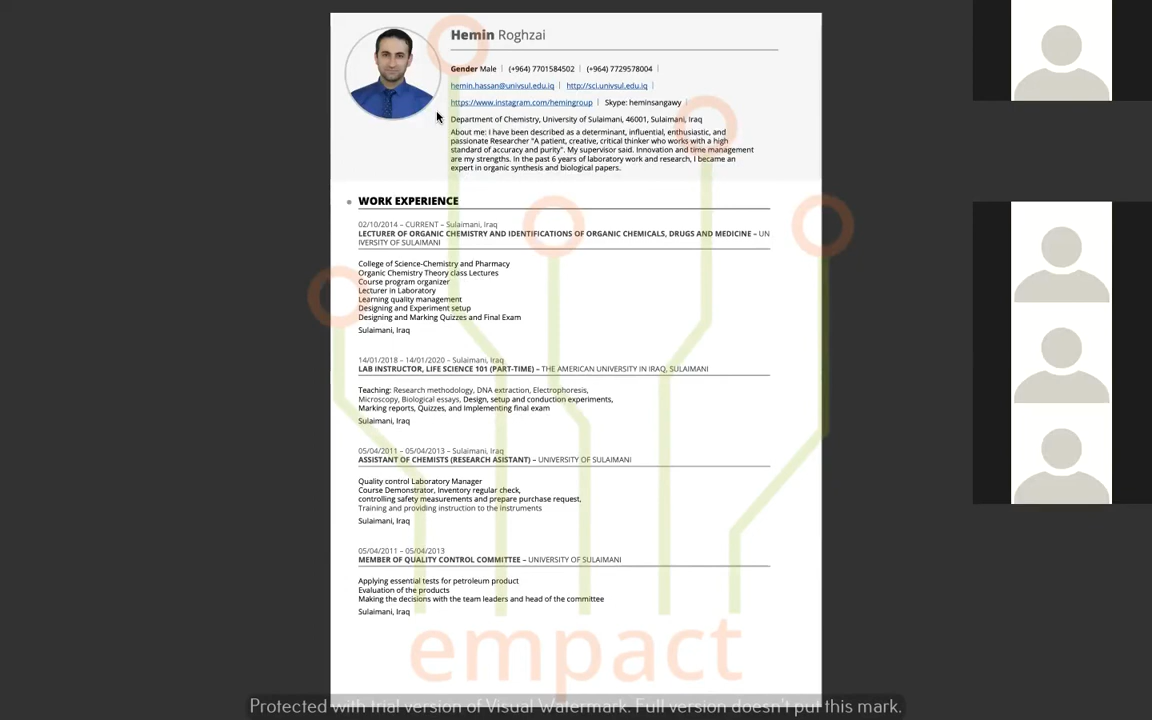 Hemin Roghzai
Gender Male | (+964) 7701584502 | (+964) 7729578004 |
hemin.hassan@univsul.edu.iq | http://sci.univsul.edu.iq |
https://www.instagram.com/hemingroup | Skype: heminsangawy |
Department of Chemistry, University of Sulaimani, 46001, Sulaimani, Iraq
About me: i have been described as a determinant, influential, enthusiastic, and
passionate Researcher "A patient, creative, critical thinker who works with a high
standard of accuracy and purity". My supervisor said. Innovation and time management
are my strengths. In the past 6 years of laboratory work and research, I became an
expert in organic synthesis and biological papers.
WORK EXPERIENCE
02/10/2014 – CURRENT – Sulaimani, Iraq
LECTURER OF ORGANIC CHEMISTRY AND IDENTIFICATIONS OF ORGANIC CHEMICALS, DRUGS AND MEDICINE – UN
IVERSITY OF SULAIMANI
College of Science-Chemistry and Pharmacy
Organic Chemistry Theory class Lectures
Course program organizer
Lecturer in Laboratory
Learning quality management
Designing and Experiment setup
Designing and Marking Quizzes and Final Exam
Sulaimani, Iraq
14/01/2018 – 14/01/2020 – Sulaimani, Iraq
LAB INSTRUCTOR, LIFE SCIENCE 101 (PART-TIME) – THE AMERICAN UNIVERSITY IN IRAQ, SULAIMANI
Teaching: Research methodology, DNA extraction, Electrophoresis,
Microscopy, Biological essays, Design, setup and conduction experiments,
Marking reports, Quizzes, and Implementing final exam
Sulaimani, Iraq
05/04/2011 – 05/04/2013 – Sulaimani, Iraq
ASSISTANT OF CHEMISTS (RESEARCH ASISTANT) – UNIVERSITY OF SULAIMANI
Quality control Laboratory Manager
Course Demonstrator, Inventory regular check,
controlling safety measurements and prepare purchase request.
Training and providing instruction to the instruments
Sulaimani, Iraq
05/04/2011 – 05/04/2013
MEMBER OF QUALITY CONTROL COMMITTEE – UNIVERSITY OF SULAIMANI
Applying essential tests for petroleum product
Evaluation of the products
Making the decisions with the team leaders and head of the committee
Sulaimani, Iraq
empact
Protected with trial version of Visual Watermark. Full version doesn't put this mark.